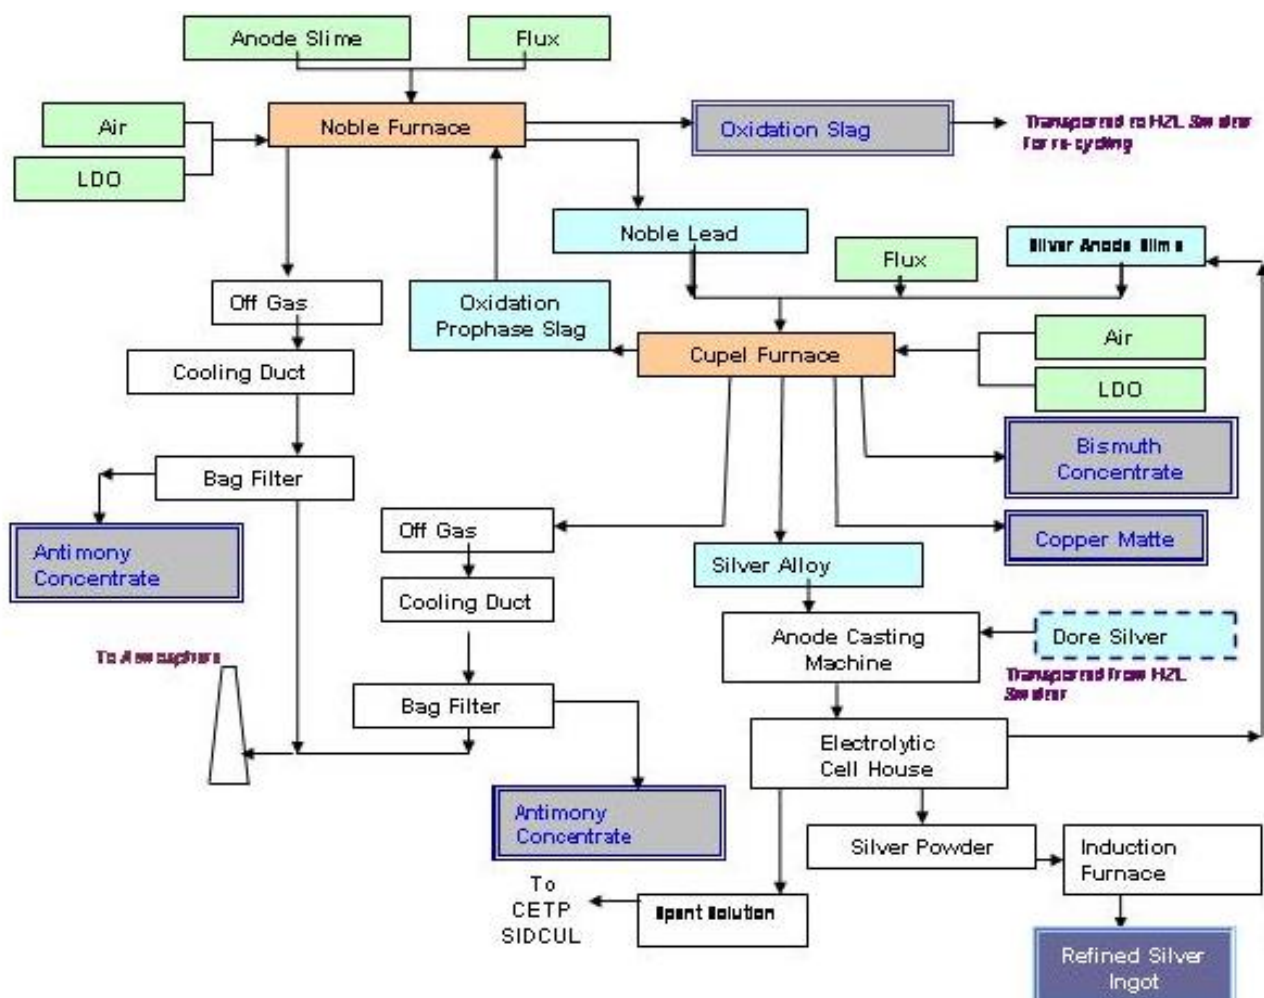 Anode Slime
Flux
Air
Noble Furnace
Oxidation Slag
Transported to HZL Smelter
for re-cycling
LDO
Noble Lead
Silver Anode Slime
Flux
Off Gas
Oxidation
Prophase Slag
Air
Cupel Furnace
Cooling Duct
LDO
Bismuth
Concentrate
Bag Filter
Off Gas
Copper Matte
Antimony
Concentrate
Silver Alloy
Cooling Duct
Anode Casting
Machine
Dore Silver
To
Transported from HZL
Smelter
Bag Filter
Electrolytic
Cell House
Antimony
Concentrate
Silver Powder
Induction
Furnace
To
CETP
SIDCUL
Spent Solution
Refined Silver
Ingot